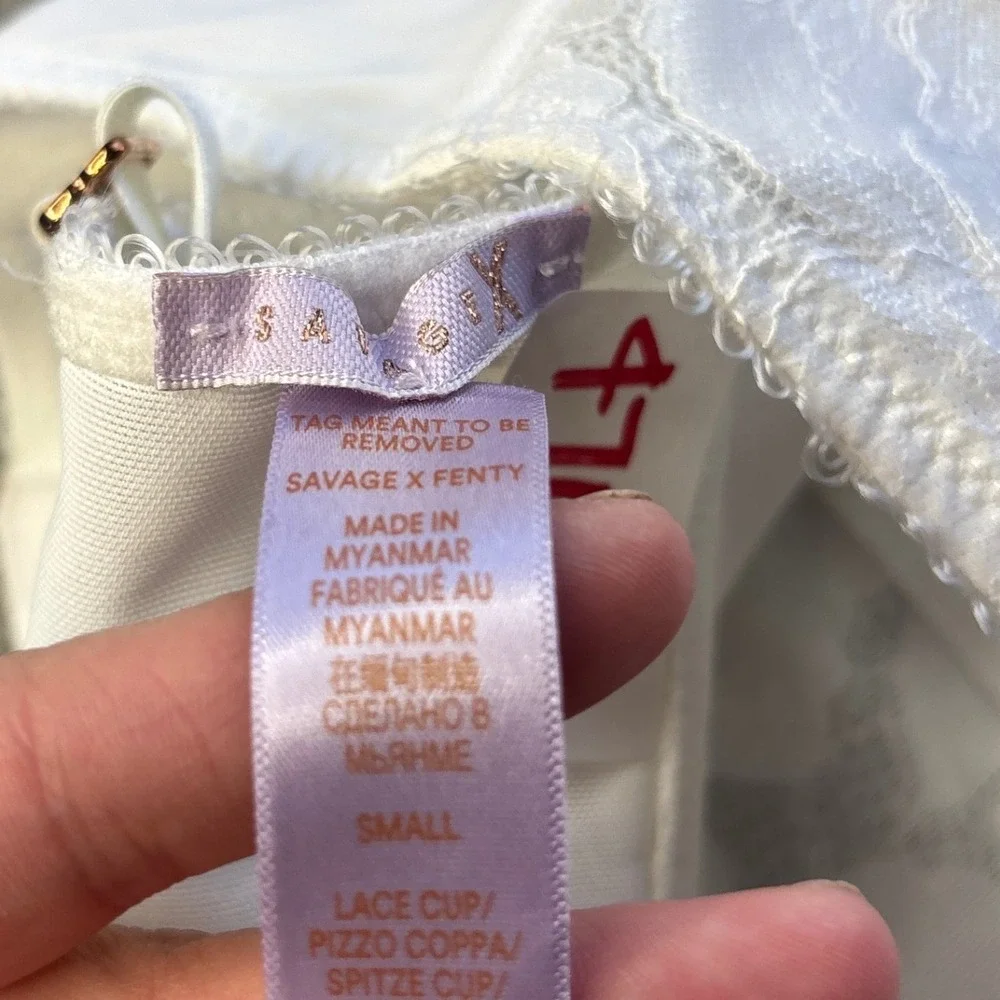 SAVAGE X
TAG MEANT TO BE
REMOVED
SAVAGE X FENTY
MADE IN
MYANMAR
FABRIQUÉ AU
MYANMAR
在缅甸制造
СДЕЛАНО В
МЬЯНМЕ
SMALL
LACE CUP/
PIZZO COPPA/
SPITZE CUP/